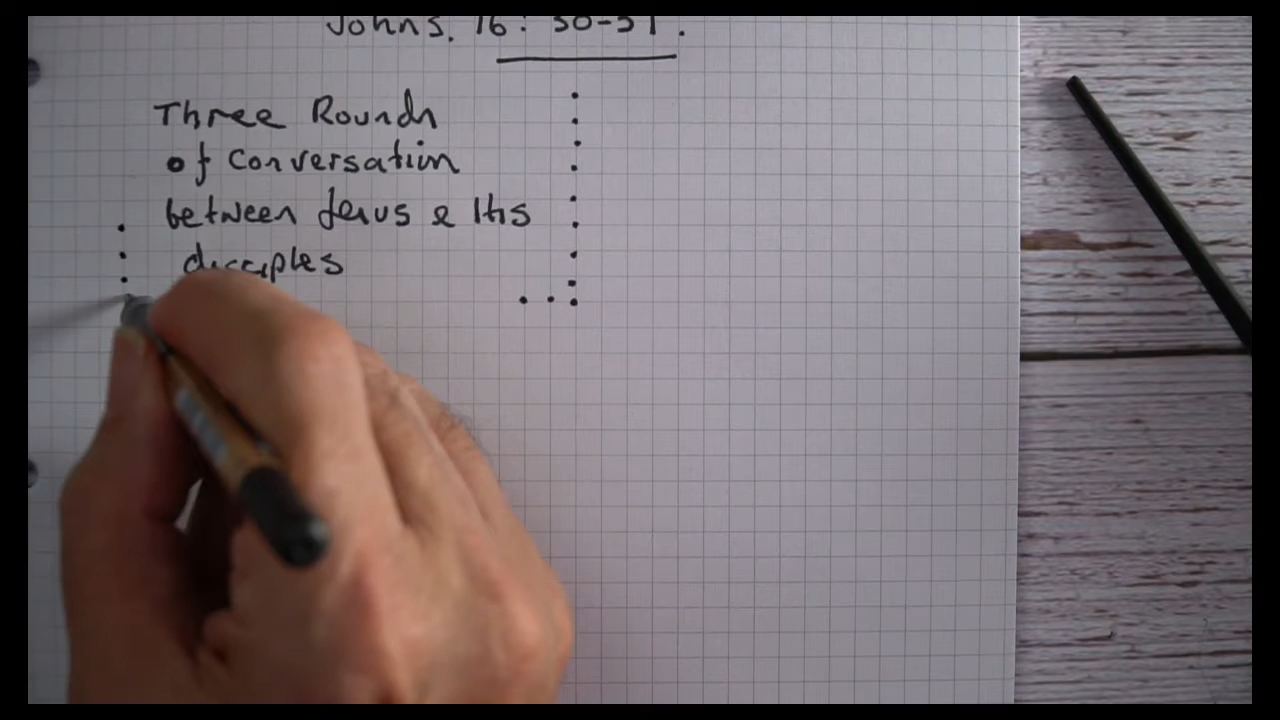 Johns. 16: 30-31.
Three Rounds
of Conversation
between Jesus & His
disciples